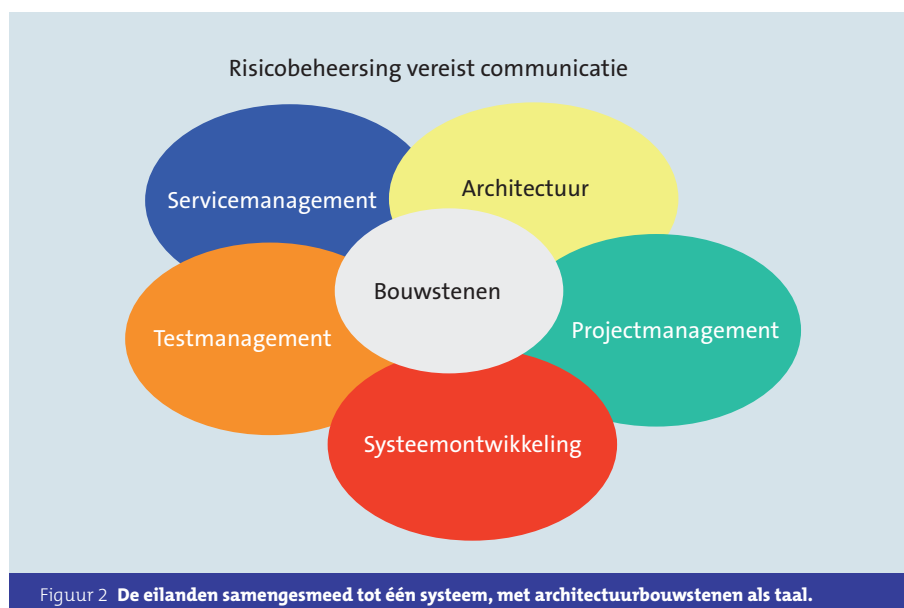 Risicobeheersing vereist communicatie
Servicemanagement
Architectuur
Bouwstenen
Testmanagement
Projectmanagement
Systeemontwikkeling
Figuur 2 De eilanden samengesmeed tot één systeem, met architectuurbouwstenen als taal.